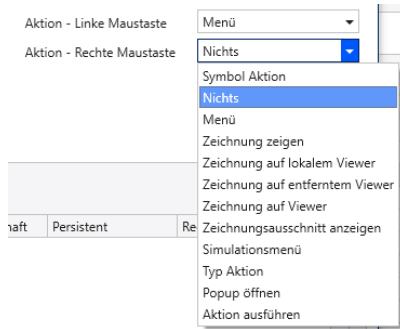 Aktion - Linke Maustaste Menü
Aktion - Rechte Maustaste Nichts
Symbol Aktion
Nichts
Menü
Zeichnung zeigen
Zeichnung auf lokalem Viewer
Zeichnung auf entferntem Viewer
Zeichnung auf Viewer
Zeichnungsausschnitt anzeigen
haft Persistent Re
Simulationsmenü
Typ Aktion
Popup öffnen
Aktion ausführen